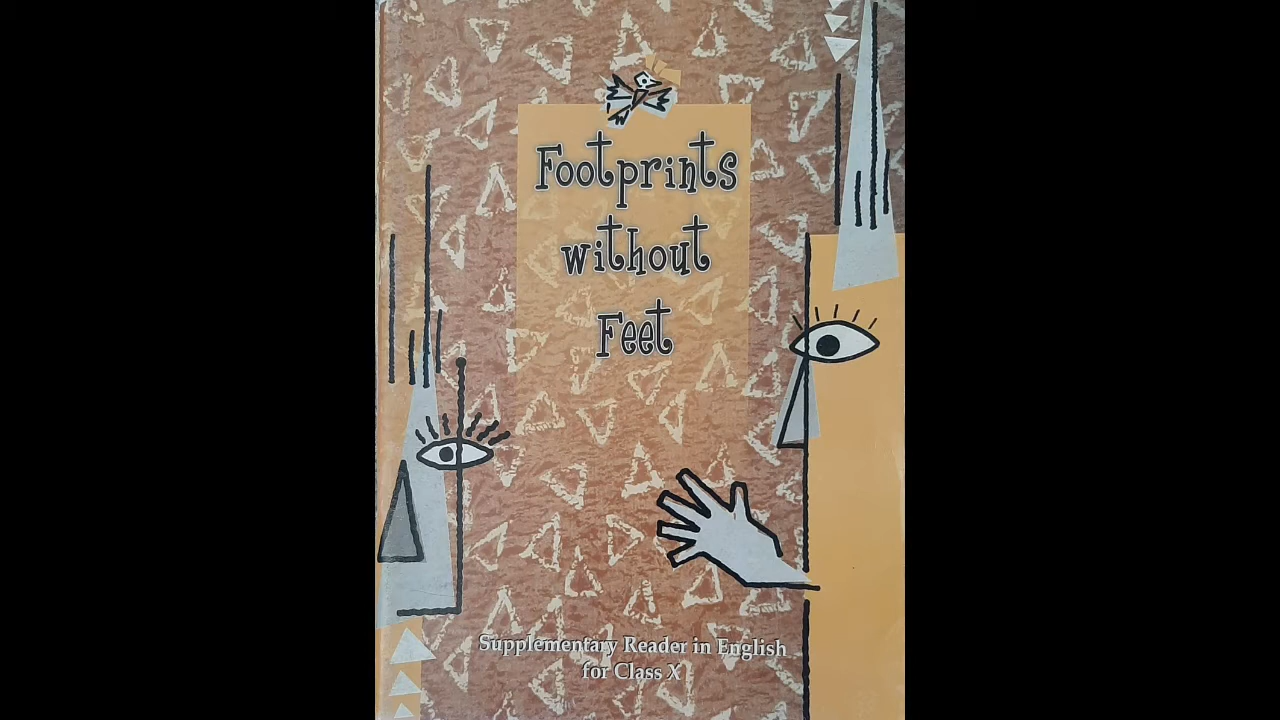 Footprints
without
Feet
Supplementary Reader in English
for Class X